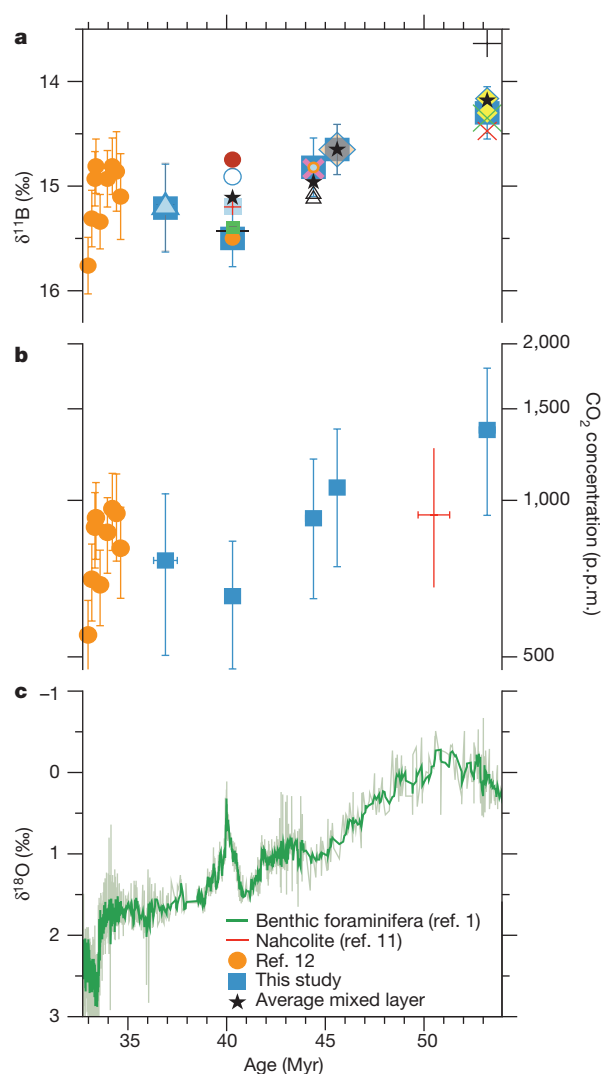 a
14
15
16
δ11B (‰)
b
2,000
1,500
1,000
500
CO2 concentration (p.p.m.)
c
−1
0
1
2
3
δ18O (‰)
Benthic foraminifera (ref. 1)
Nahcolite (ref. 11)
Ref. 12
This study
Average mixed layer
35
40
45
50
Age (Myr)